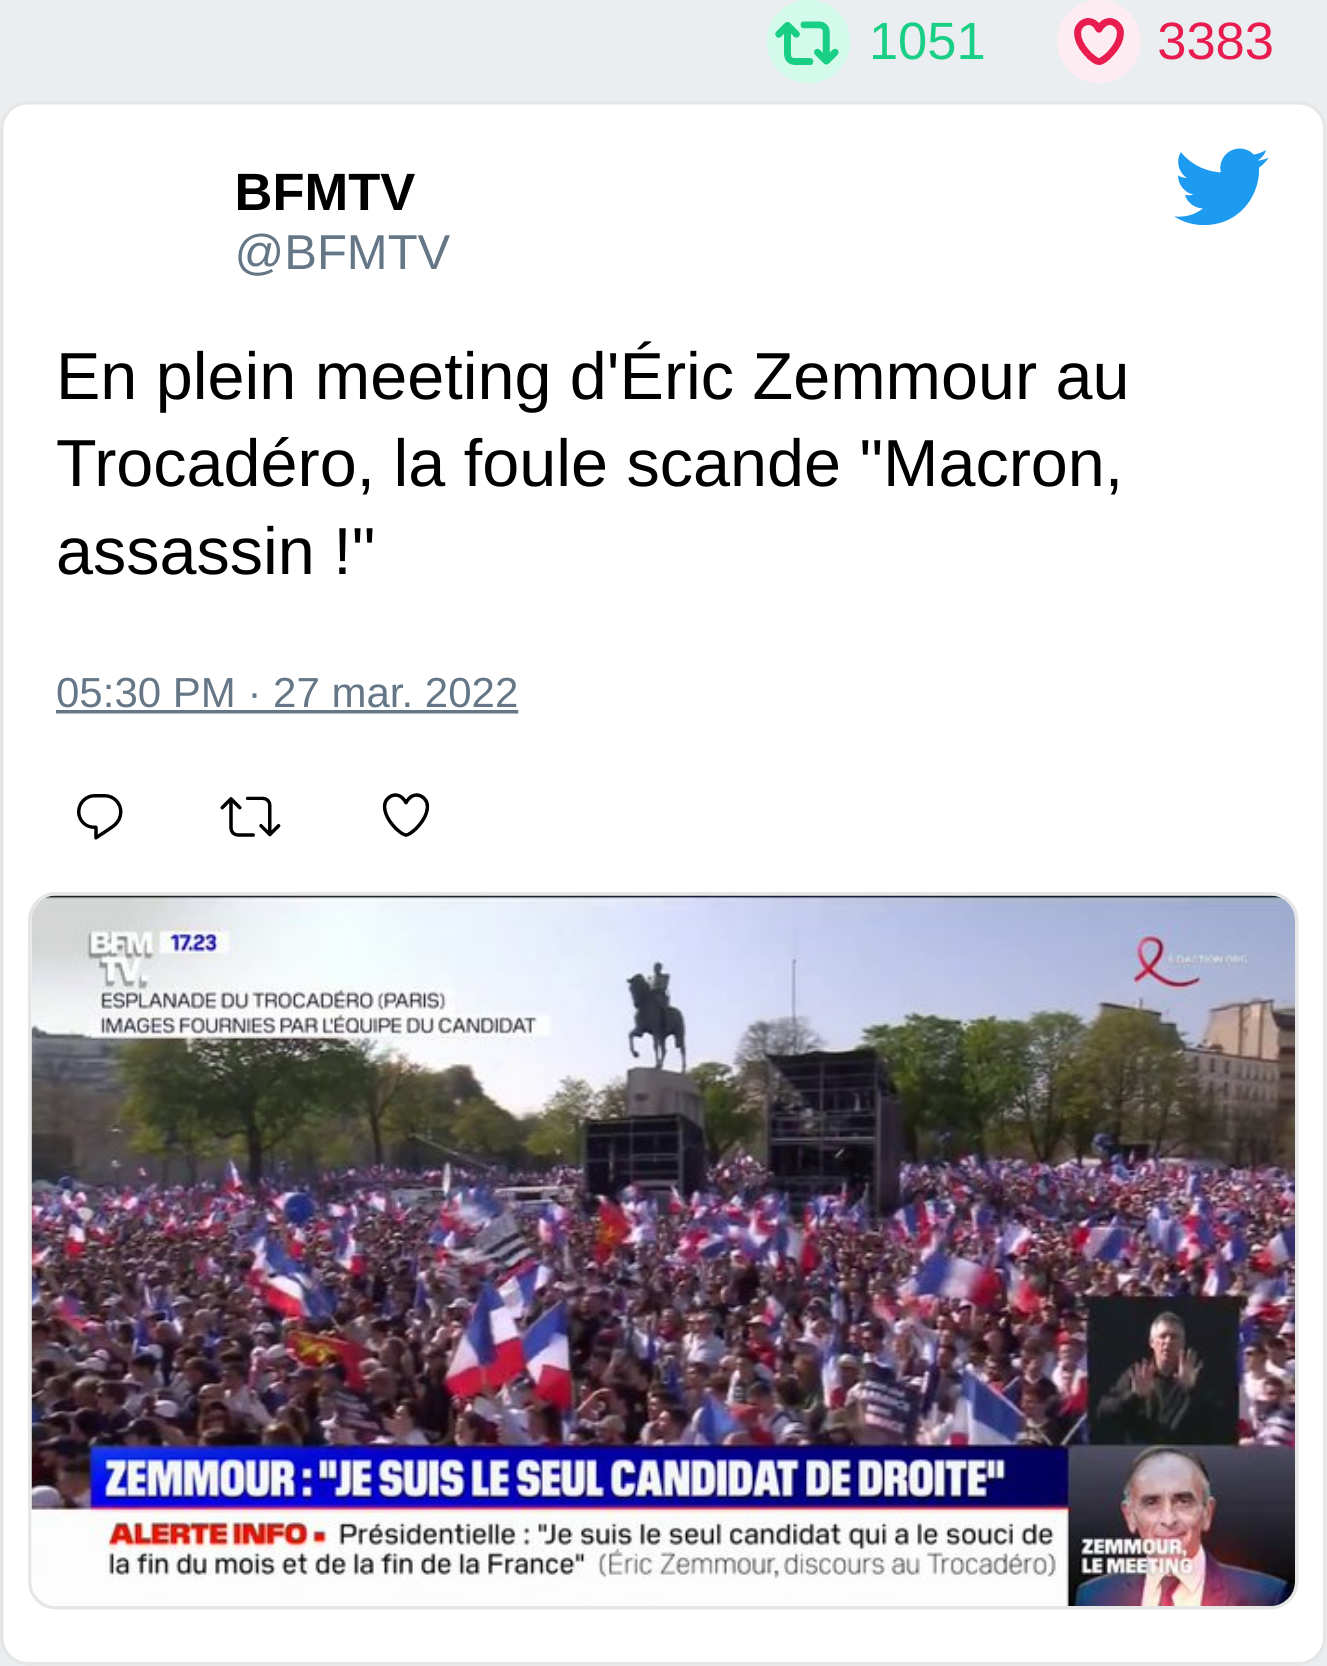 1051 3383
BFMTV
@BFMTV
En plein meeting d'Éric Zemmour au
Trocadéro, la foule scande "Macron,
assassin !"
05:30 PM · 27 mar. 2022
BFM 17.23
TV.
ESPLANADE DU TROCADÉRO (PARIS)
IMAGES FOURNIES PAR L'ÉQUIPE DU CANDIDAT
ZEMMOUR : "JE SUIS LE SEUL CANDIDAT DE DROITE"
ALERTE INFO ▪ Présidentielle : "Je suis le seul candidat qui a le souci de
la fin du mois et de la fin de la France" (Éric Zemmour, discours au Trocadéro)
ZEMMOUR,
LE MEETING